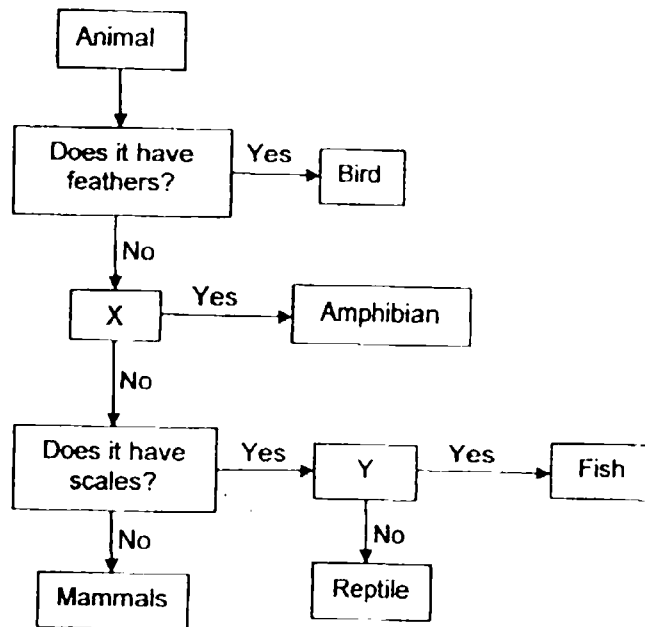 Animal
Does it have
feathers?
Yes
Bird
No
X
Yes
Amphibian
No
Does it have
scales?
Yes
Y
Yes
Fish
No
No
Mammals
Reptile